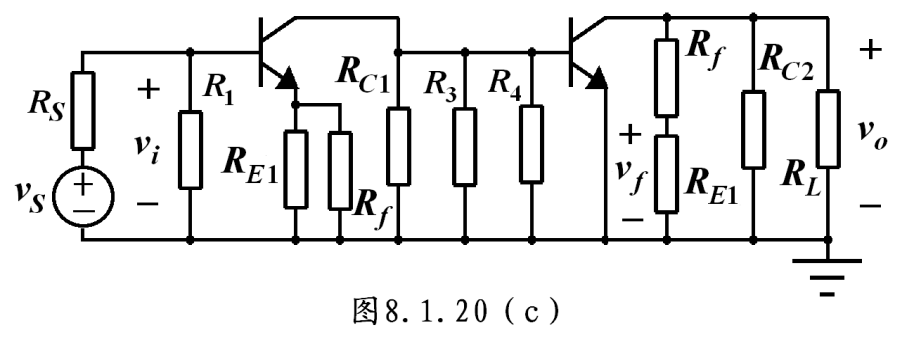 R_S
v_S
+
−
+
v_i
−
R_1
R_E1
R_f
R_C1
R_3
R_4
+
v_f
−
R_f
R_E1
R_C2
R_L
+
v_o
−
图8.1.20 (c)